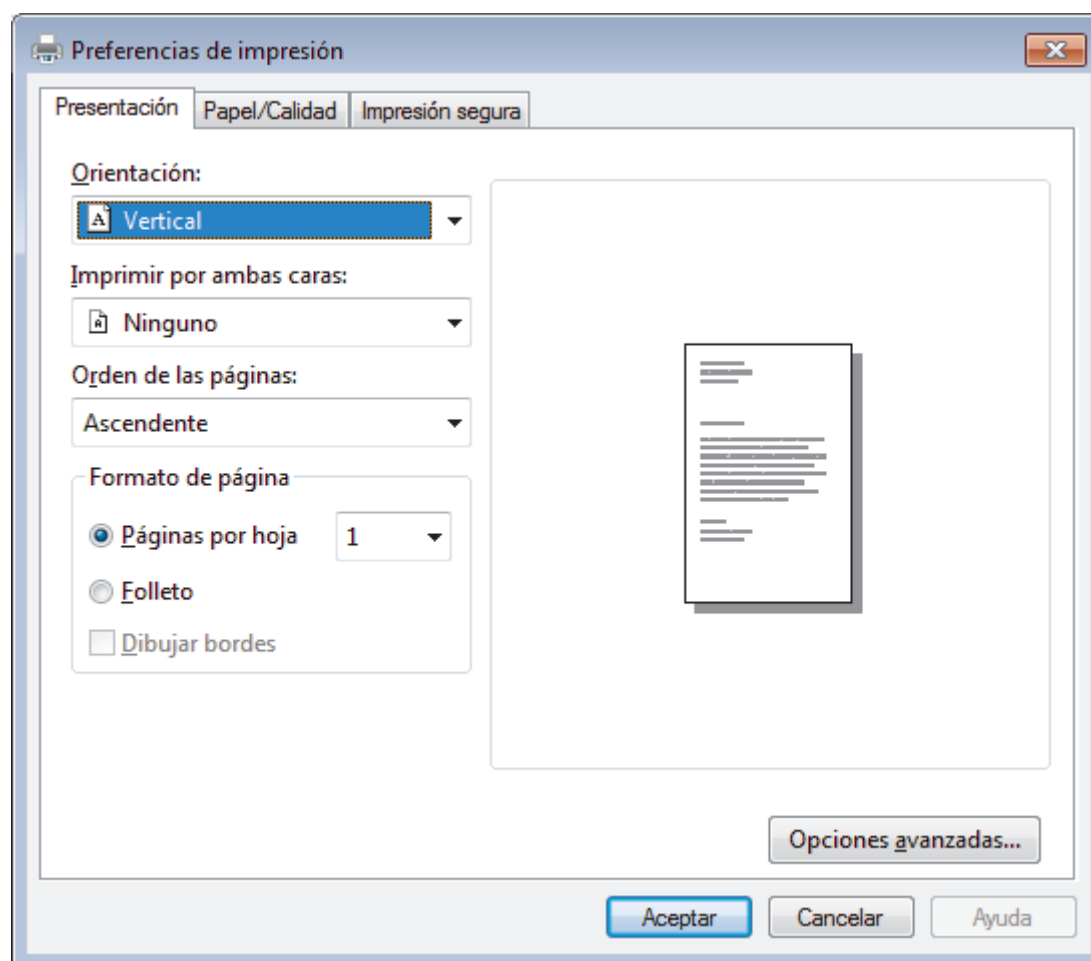 Preferencias de impresión
Presentación Papel/Calidad Impresión segura
Orientación:
Vertical
Imprimir por ambas caras:
Ninguno
Orden de las páginas:
Ascendente
Formato de página
Páginas por hoja 1
Folleto
Dibujar bordes
Opciones avanzadas...
Aceptar Cancelar Ayuda